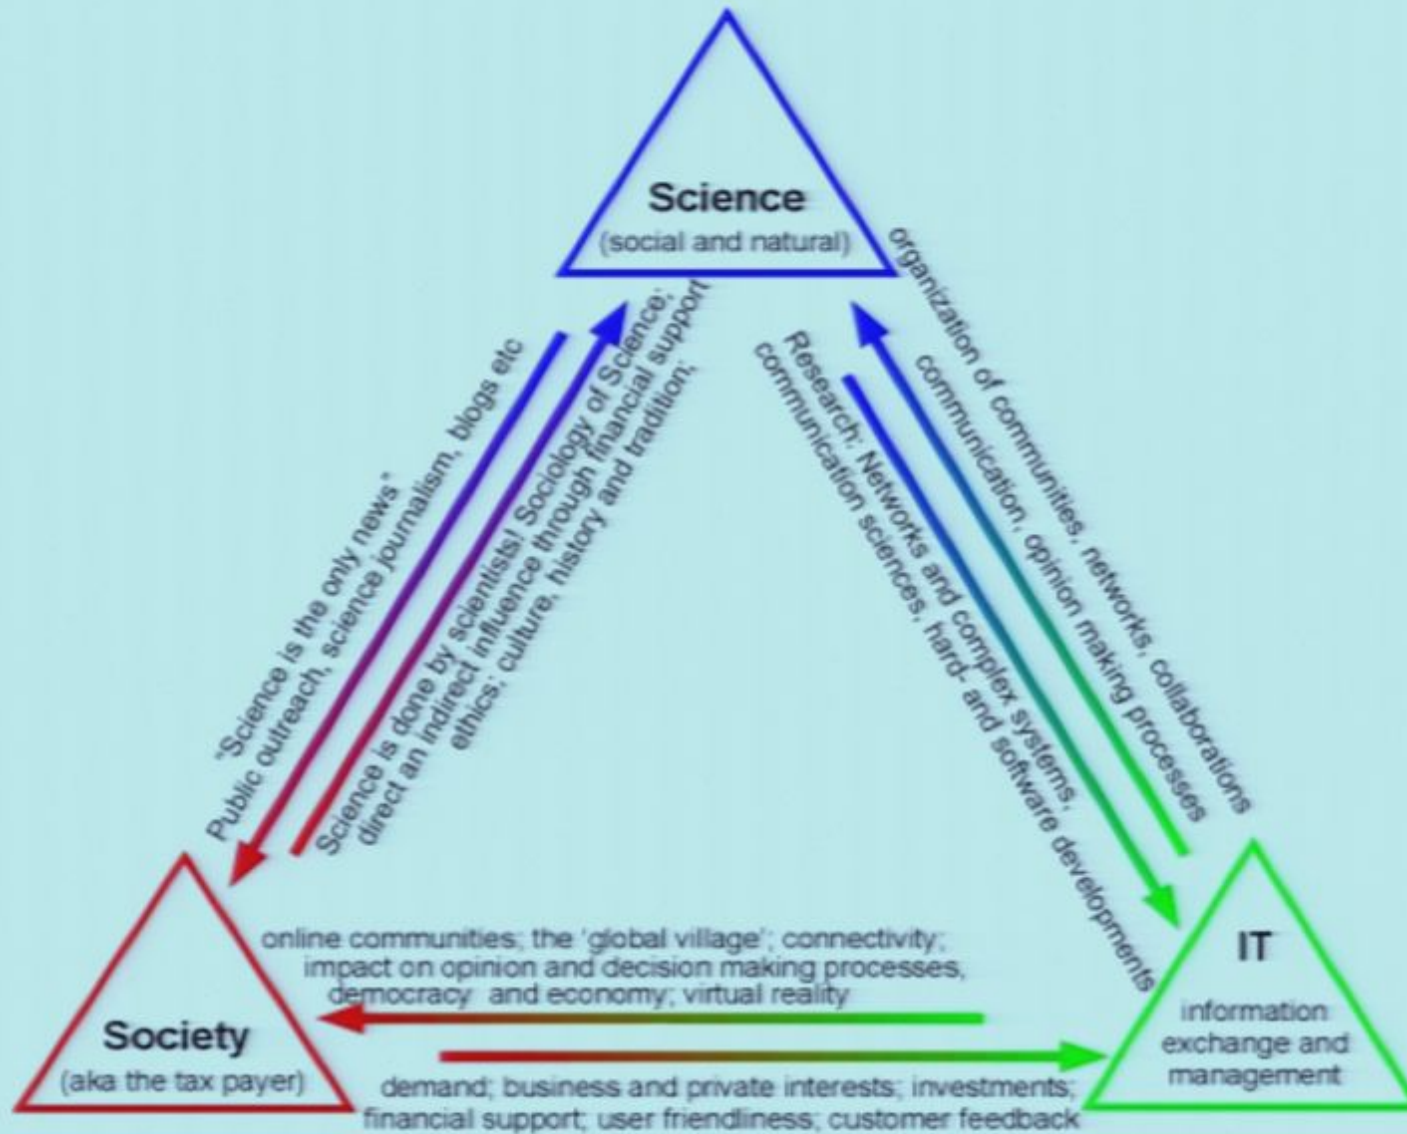 Science
(social and natural)
"Science is the only news"
Public outreach, science journalism, blogs etc
Science is done by scientists! Sociology of Science;
direct an indirect influence through financial support
ethics; culture, history and tradition;
organization of communities, networks, collaborations
communication, opinion making processes
Research: Networks and complex systems,
communication sciences, hard- and software developments
online communities; the 'global village'; connectivity;
impact on opinion and decision making processes,
democracy and economy; virtual reality
Society
(aka the tax payer)
IT
information
exchange and
management
demand; business and private interests; investments;
financial support; user friendliness; customer feedback